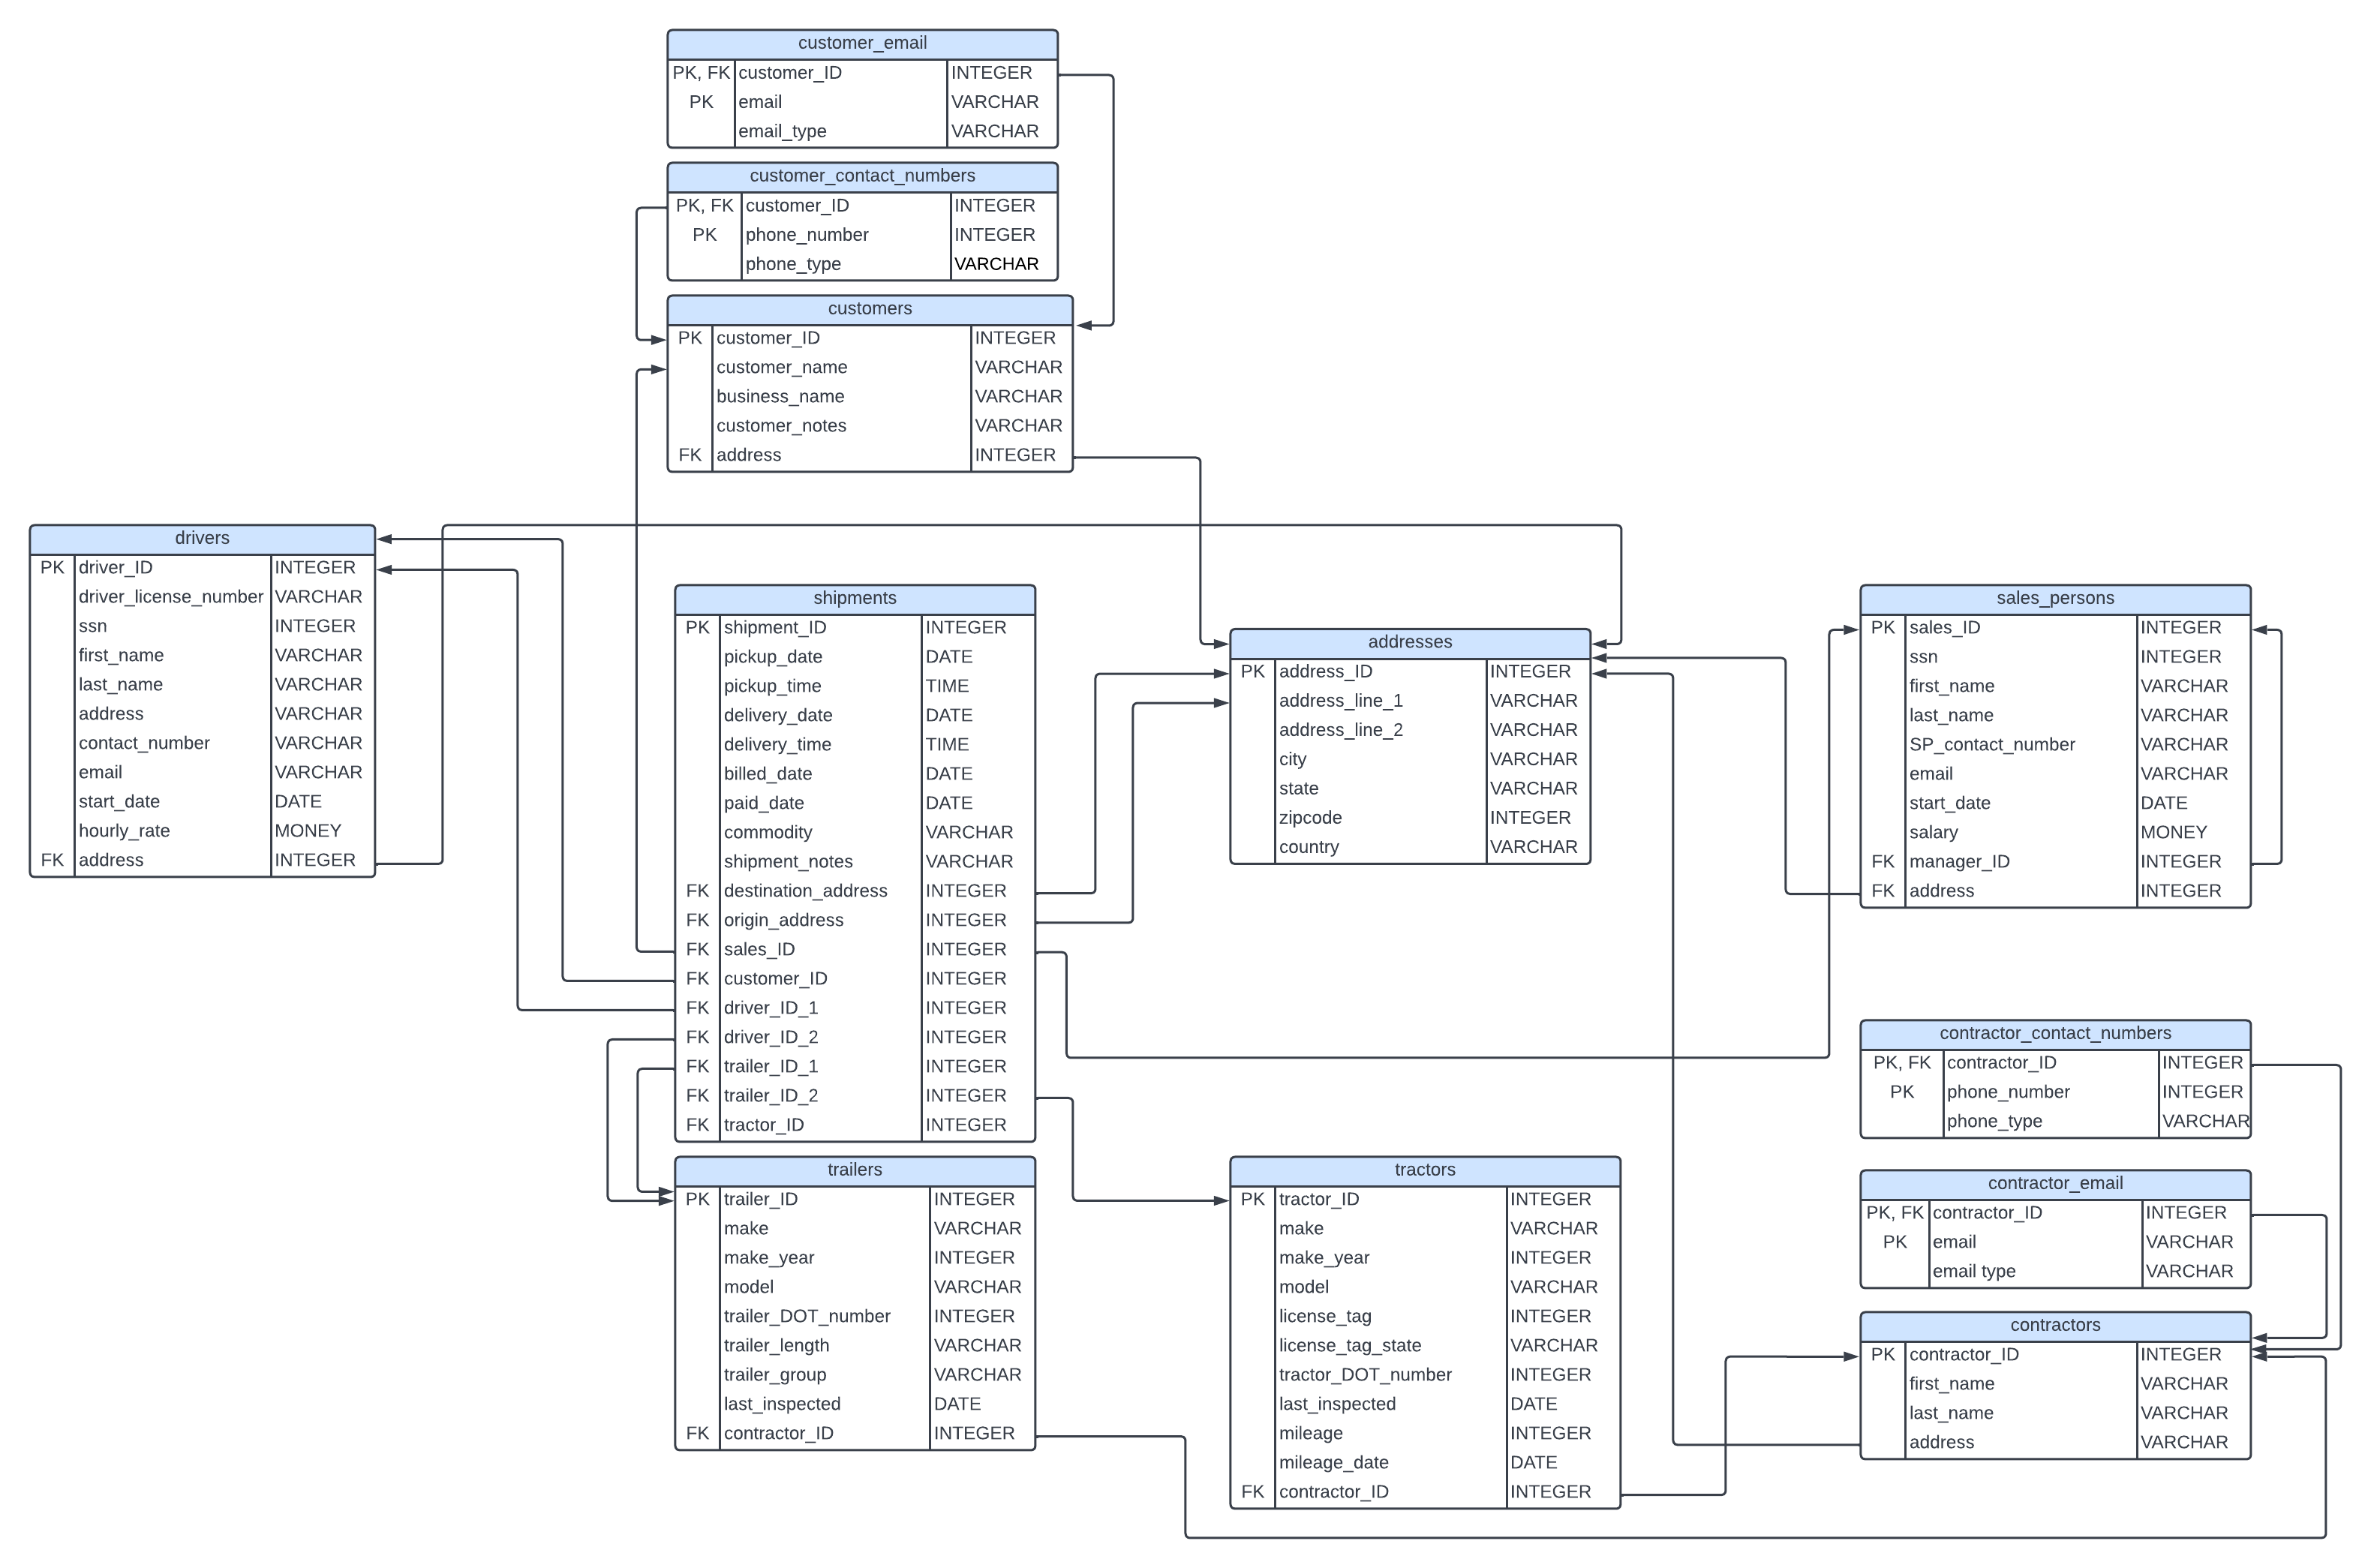 customer_email
PK, FK customer_ID INTEGER
PK email VARCHAR
email_type VARCHAR
customer_contact_numbers
PK, FK customer_ID INTEGER
PK phone_number INTEGER
phone_type VARCHAR
customers
PK customer_ID INTEGER
customer_name VARCHAR
business_name VARCHAR
customer_notes VARCHAR
FK address INTEGER
drivers
PK driver_ID INTEGER
driver_license_number VARCHAR
ssn INTEGER
first_name VARCHAR
last_name VARCHAR
address VARCHAR
contact_number VARCHAR
email VARCHAR
start_date DATE
hourly_rate MONEY
FK address INTEGER
shipments
PK shipment_ID INTEGER
pickup_date DATE
pickup_time TIME
delivery_date DATE
delivery_time TIME
billed_date DATE
paid_date DATE
commodity VARCHAR
shipment_notes VARCHAR
FK destination_address INTEGER
FK origin_address INTEGER
FK sales_ID INTEGER
FK customer_ID INTEGER
FK driver_ID_1 INTEGER
FK driver_ID_2 INTEGER
FK trailer_ID_1 INTEGER
FK trailer_ID_2 INTEGER
FK tractor_ID INTEGER
addresses
PK address_ID INTEGER
address_line_1 VARCHAR
address_line_2 VARCHAR
city VARCHAR
state VARCHAR
zipcode INTEGER
country VARCHAR
sales_persons
PK sales_ID INTEGER
ssn INTEGER
first_name VARCHAR
last_name VARCHAR
SP_contact_number VARCHAR
email VARCHAR
start_date DATE
salary MONEY
FK manager_ID INTEGER
FK address INTEGER
trailers
PK trailer_ID INTEGER
make VARCHAR
make_year INTEGER
model VARCHAR
trailer_DOT_number INTEGER
trailer_length VARCHAR
trailer_group VARCHAR
last_inspected DATE
FK contractor_ID INTEGER
tractors
PK tractor_ID INTEGER
make VARCHAR
make_year INTEGER
model VARCHAR
license_tag INTEGER
license_tag_state VARCHAR
tractor_DOT_number INTEGER
last_inspected DATE
mileage INTEGER
mileage_date DATE
FK contractor_ID INTEGER
contractor_contact_numbers
PK, FK contractor_ID INTEGER
PK phone_number INTEGER
phone_type VARCHAR
contractor_email
PK, FK contractor_ID INTEGER
PK email VARCHAR
email type VARCHAR
contractors
PK contractor_ID INTEGER
first_name VARCHAR
last_name VARCHAR
address VARCHAR